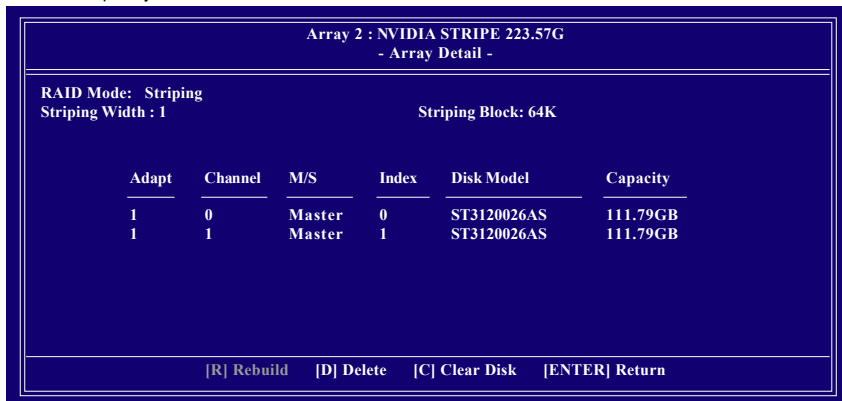 Array 2 : NVIDIA STRIPE 223.57G
- Array Detail -
RAID Mode: Striping
Striping Width : 1 Striping Block: 64K
Adapt Channel M/S Index Disk Model Capacity
1 0 Master 0 ST3120026AS 111.79GB
1 1 Master 1 ST3120026AS 111.79GB
[R] Rebuild [D] Delete [C] Clear Disk [ENTER] Return